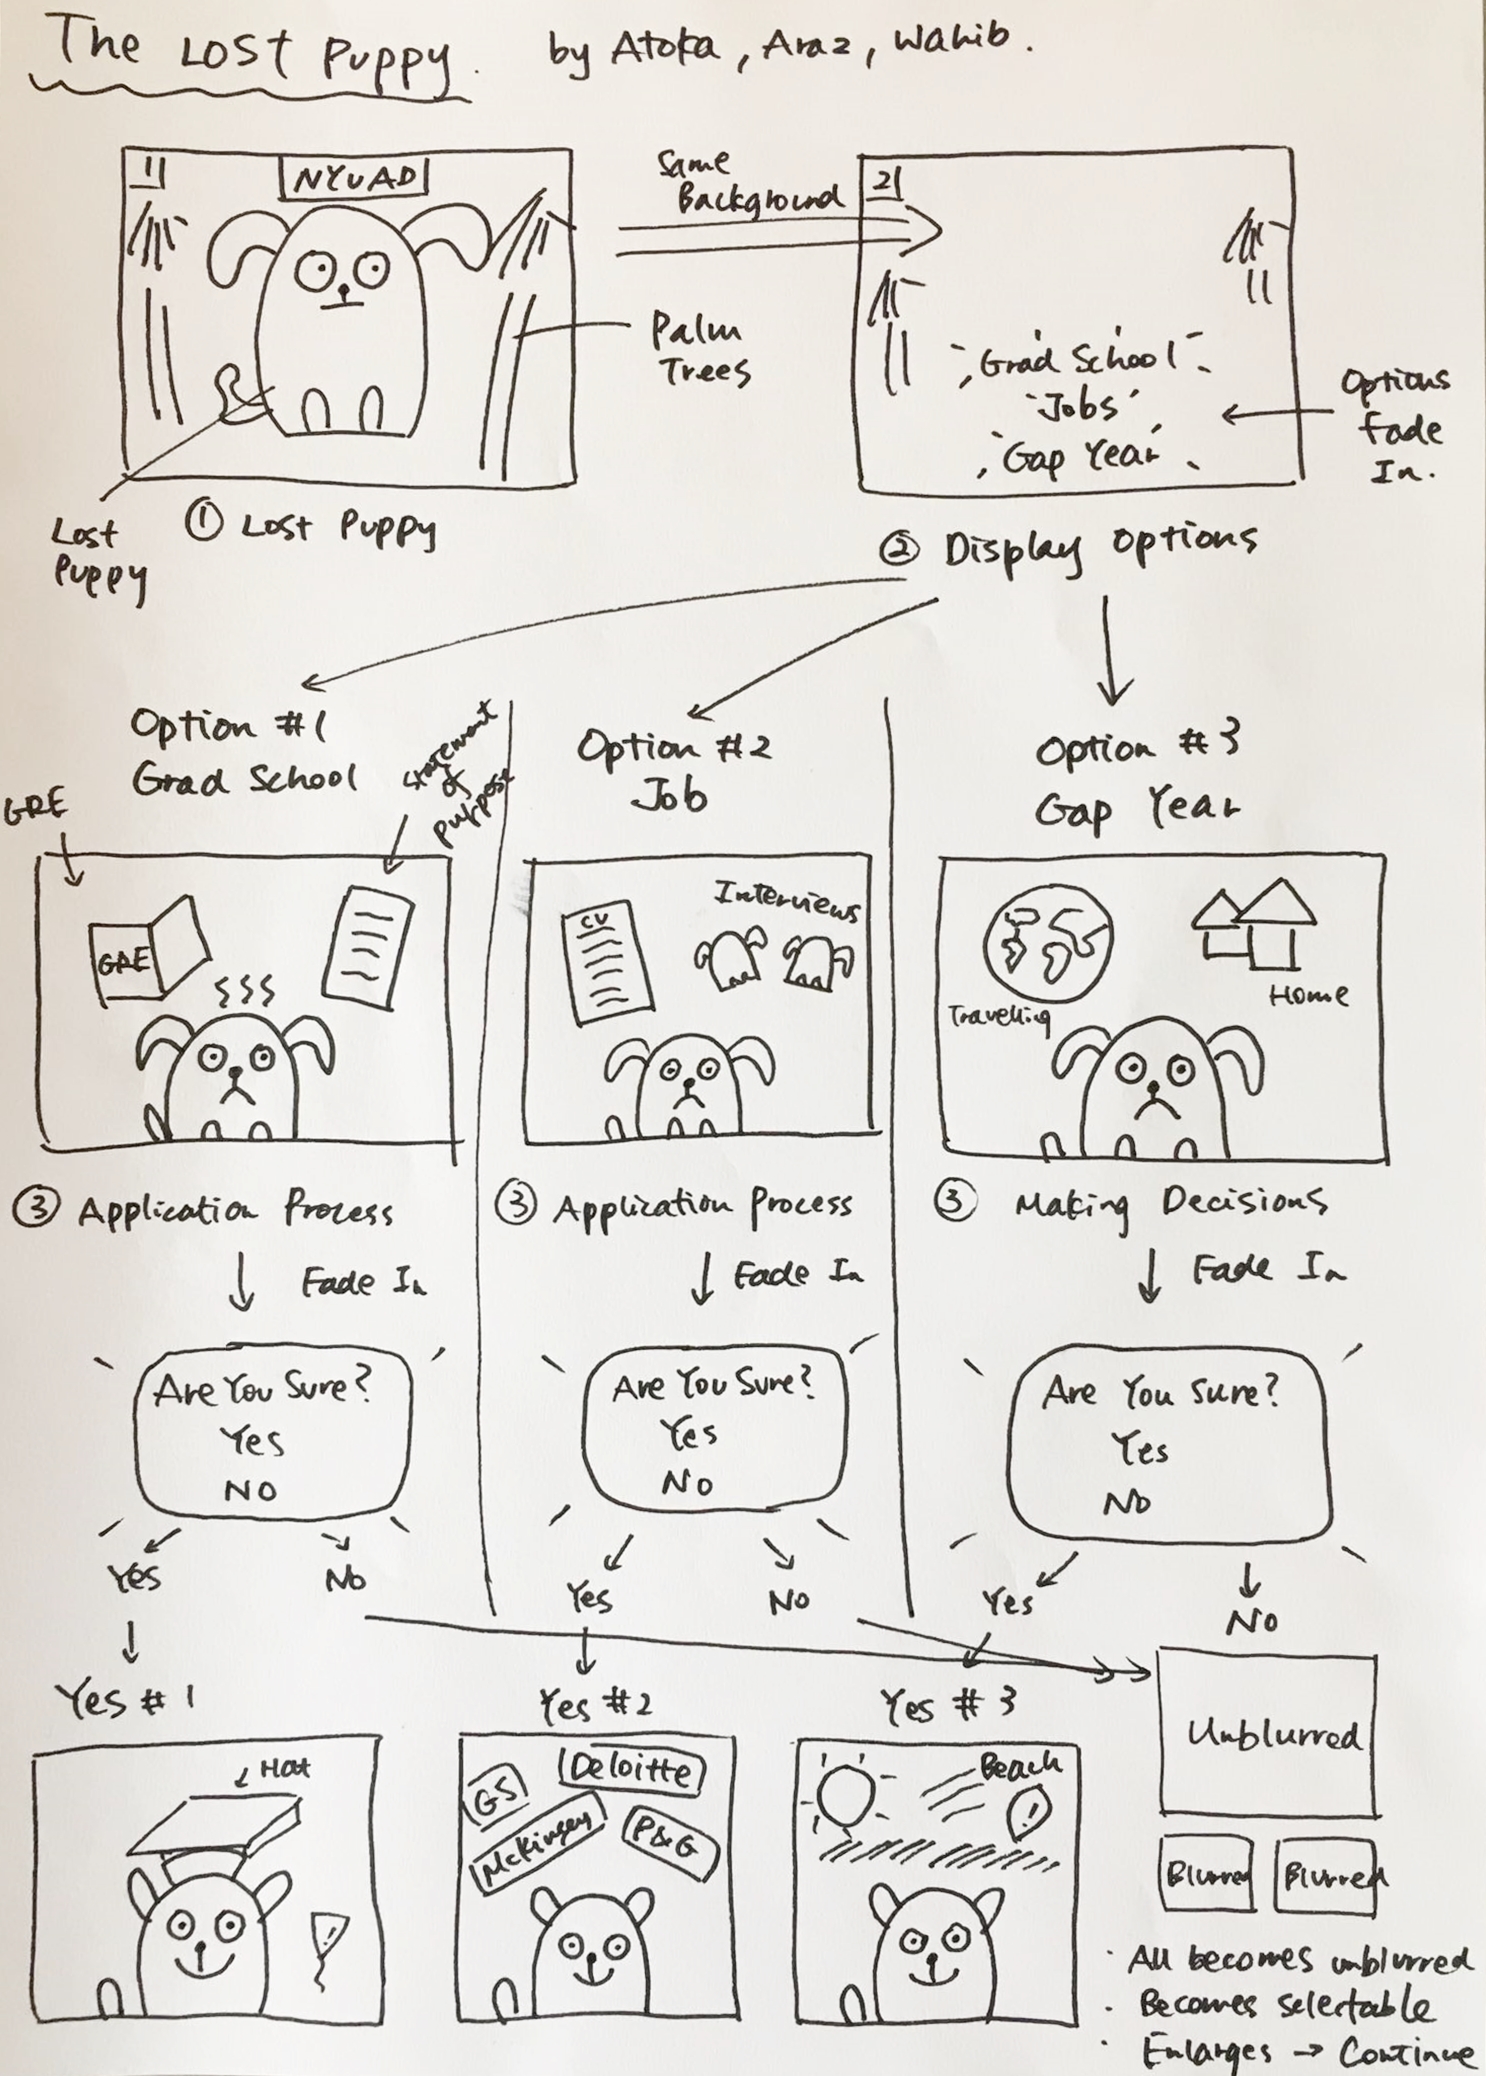 The Lost Puppy. by Atoka, Araz, Wahib.
1
NYUAD
Same
Background
2
Palm
Trees
Grad School
Jobs
Gap Year
Options
Fade
In.
Lost
Puppy
① Lost Puppy
② Display Options
Option #1
Grad School
GRE
Statement
of
purpose
Option #2
Job
Option #3
Gap Year
GRE
CV
Interviews
Travelling
Home
③ Application Process
③ Application Process
③ Making Decisions
Fade In
Fade In
Fade In
Are You Sure?
Yes
No
Are You Sure?
Yes
No
Are You Sure?
Yes
No
Yes
No
Yes
No
Yes
No
Yes #1
Yes #2
Yes #3
Hat
GS
Deloitte
McKinsey
P&G
Beach
!
Unblurred
Blurred
Blurred
· All becomes unblurred
· Becomes selectable
· Enlarges → Continue